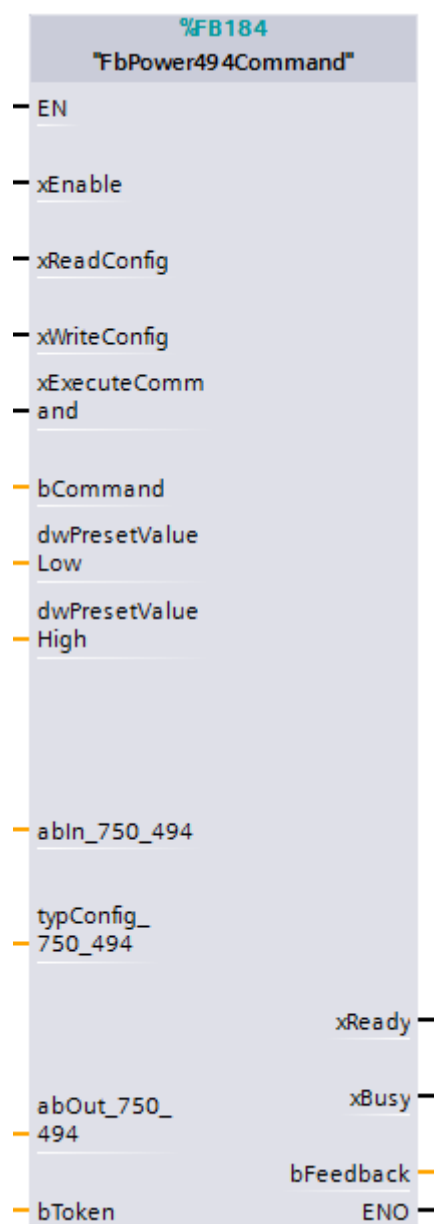 %FB184
"FbPower494Command"
EN
xEnable
xReadConfig
xWriteConfig
xExecuteComm
and
bCommand
dwPresetValue
Low
dwPresetValue
High
abIn_750_494
typConfig_
750_494
xReady
abOut_750_
494
xBusy
bFeedback
bToken
ENO